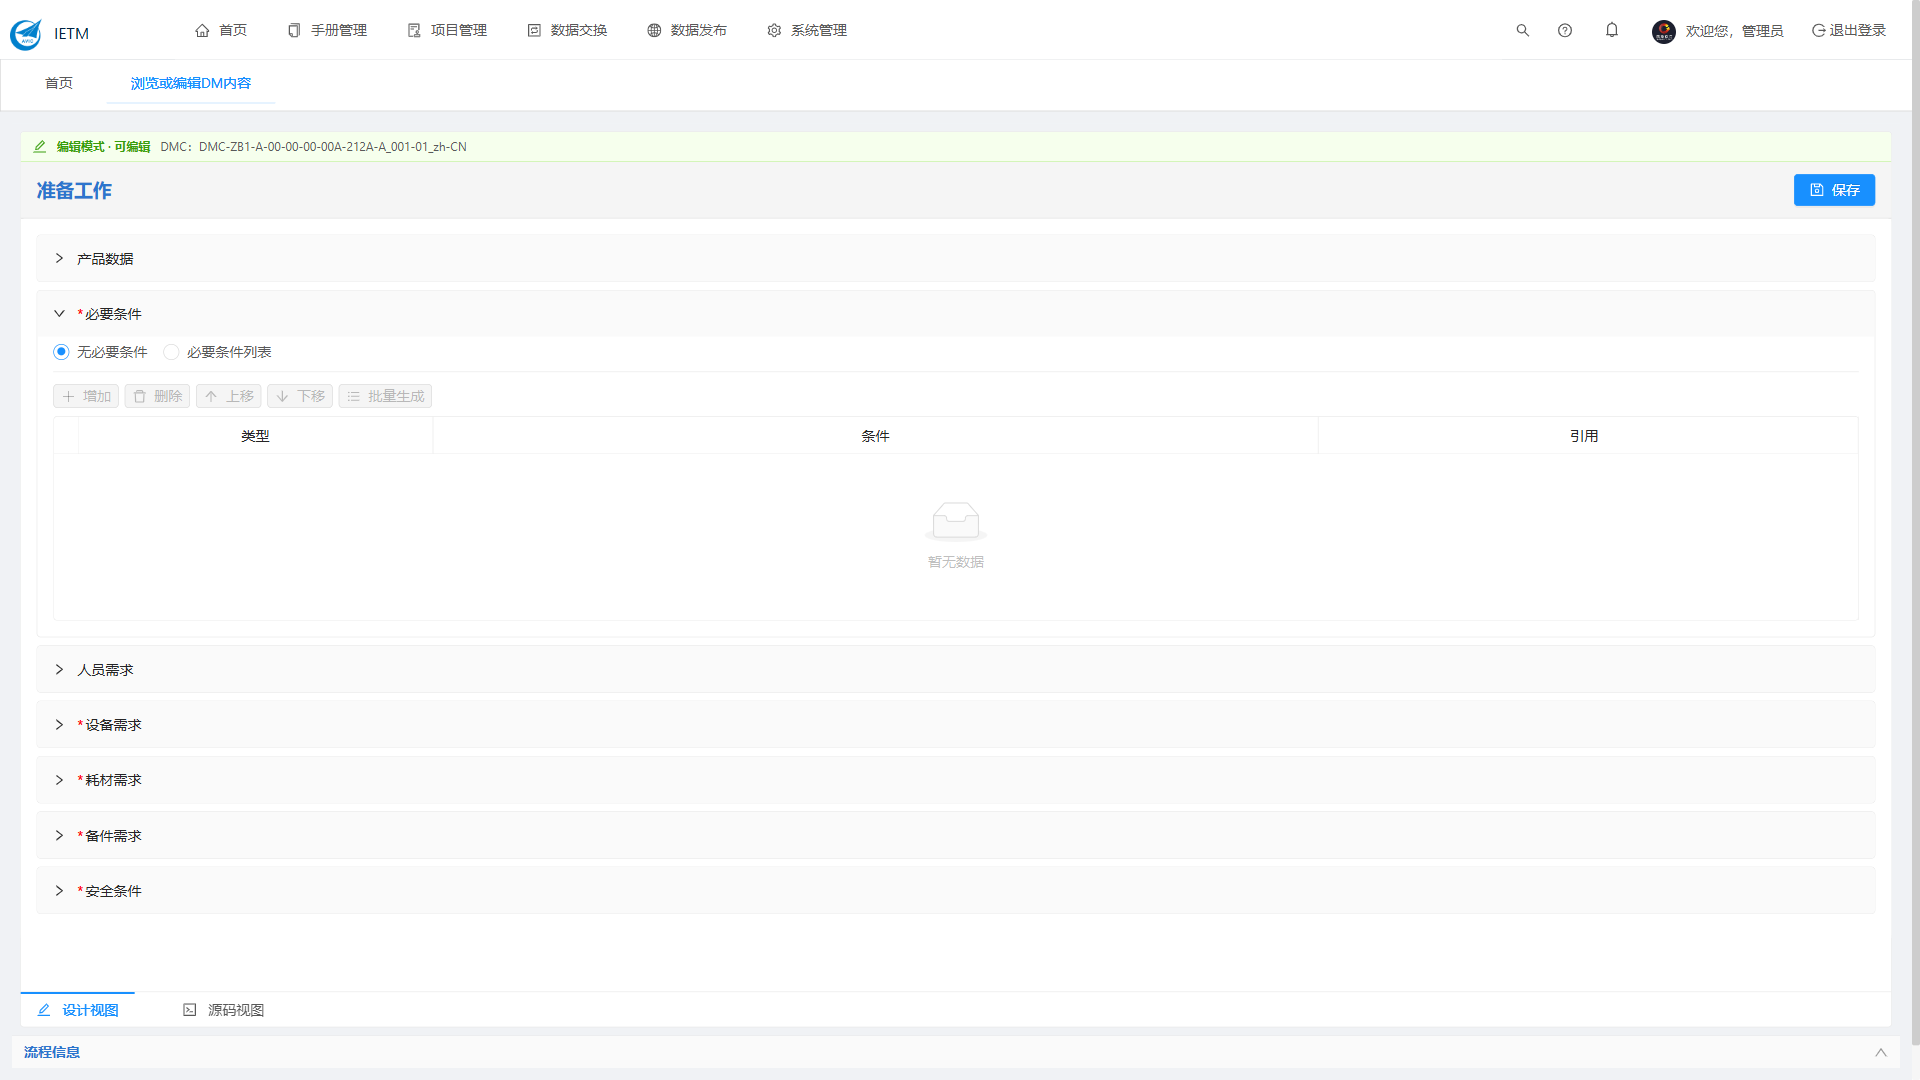 IETM 首页 手册管理 项目管理 数据交换 数据发布 系统管理 欢迎您，管理员 退出登录
首页 浏览或编辑DM内容
编辑模式 · 可编辑 DMC：DMC-ZB1-A-00-00-00-00A-212A-A_001-01_zh-CN
准备工作 保存
产品数据
*必要条件
无必要条件 必要条件列表
增加 删除 上移 下移 批量生成
类型 条件 引用
暂无数据
人员需求
*设备需求
*耗材需求
*备件需求
*安全条件
设计视图 源码视图
流程信息